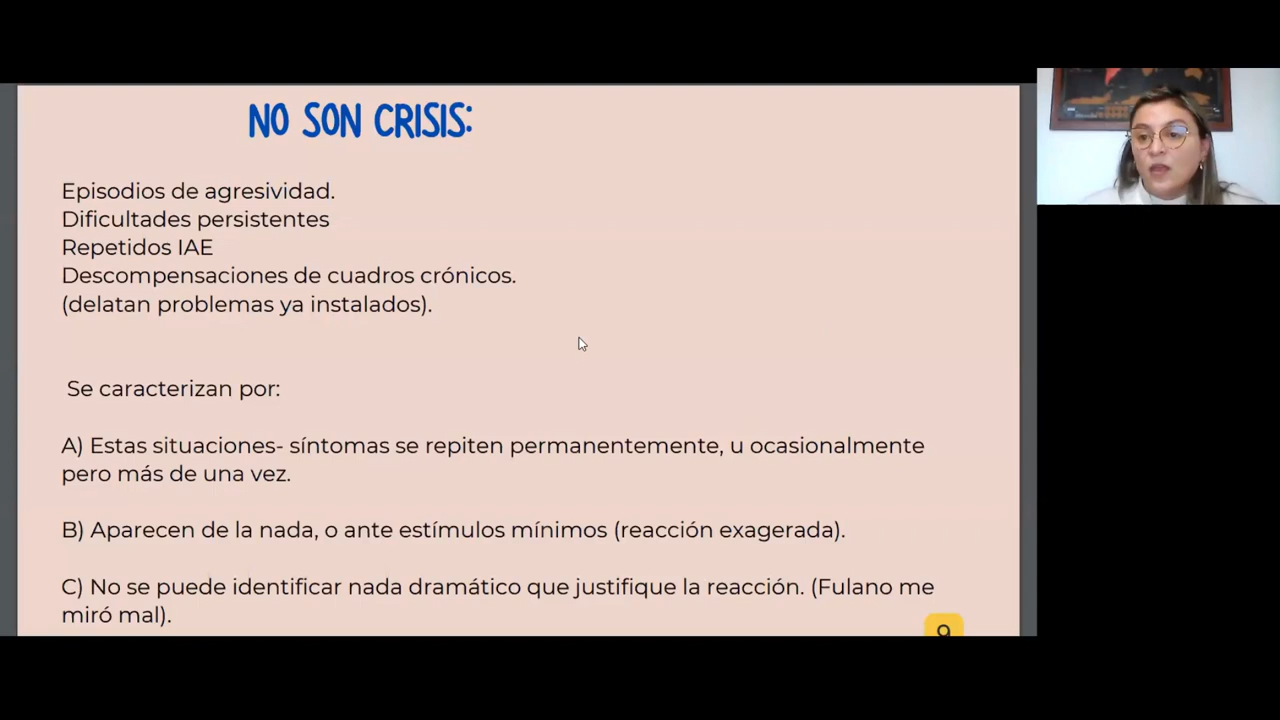 NO SON CRISIS:
Episodios de agresividad.
Dificultades persistentes
Repetidos IAE
Descompensaciones de cuadros crónicos.
(delatan problemas ya instalados).
Se caracterizan por:
A) Estas situaciones- síntomas se repiten permanentemente, u ocasionalmente
pero más de una vez.
B) Aparecen de la nada, o ante estímulos mínimos (reacción exagerada).
C) No se puede identificar nada dramático que justifique la reacción. (Fulano me
miró mal).